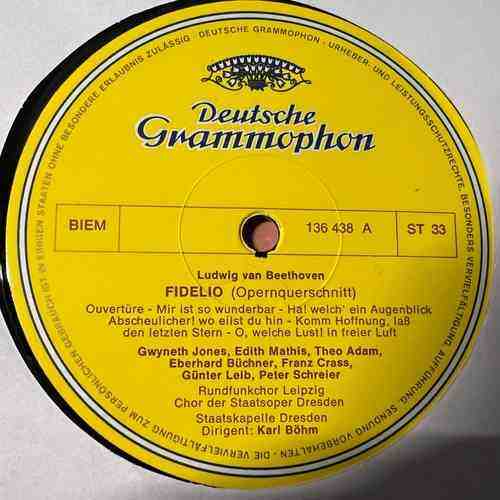 Deutsche
Grammophon
BIEM
136 438 A
ST 33
Ludwig van Beethoven
FIDELIO (Opernquerschnitt)
Ouvertüre - Mir ist so wunderbar - Ha! welch' ein Augenblick
Abscheulicher! wo eilst du hin - Komm Hoffnung, laß
den letzten Stern - O, welche Lust! in freier Luft
Gwyneth Jones, Edith Mathis, Theo Adam,
Eberhard Büchner, Franz Crass,
Günter Leib, Peter Schreier
Rundfunkchor Leipzig
Chor der Staatsoper Dresden
Staatskapelle Dresden
Dirigent: Karl Böhm
DEUTSCHE GRAMMOPHON · URHEBER- UND LEISTUNGSSCHUTZRECHTE, BESONDERS VERVIELFÄLTIGUNG, AUFFÜHRUNG, SENDUNG VORBEHALTEN · DIE VERVIELFÄLTIGUNG ZUM PERSÖNLICHEN GEBRAUCH IST IN EINIGEN STAATEN OHNE BESONDERE ERLAUBNIS ZULÄSSIG ·